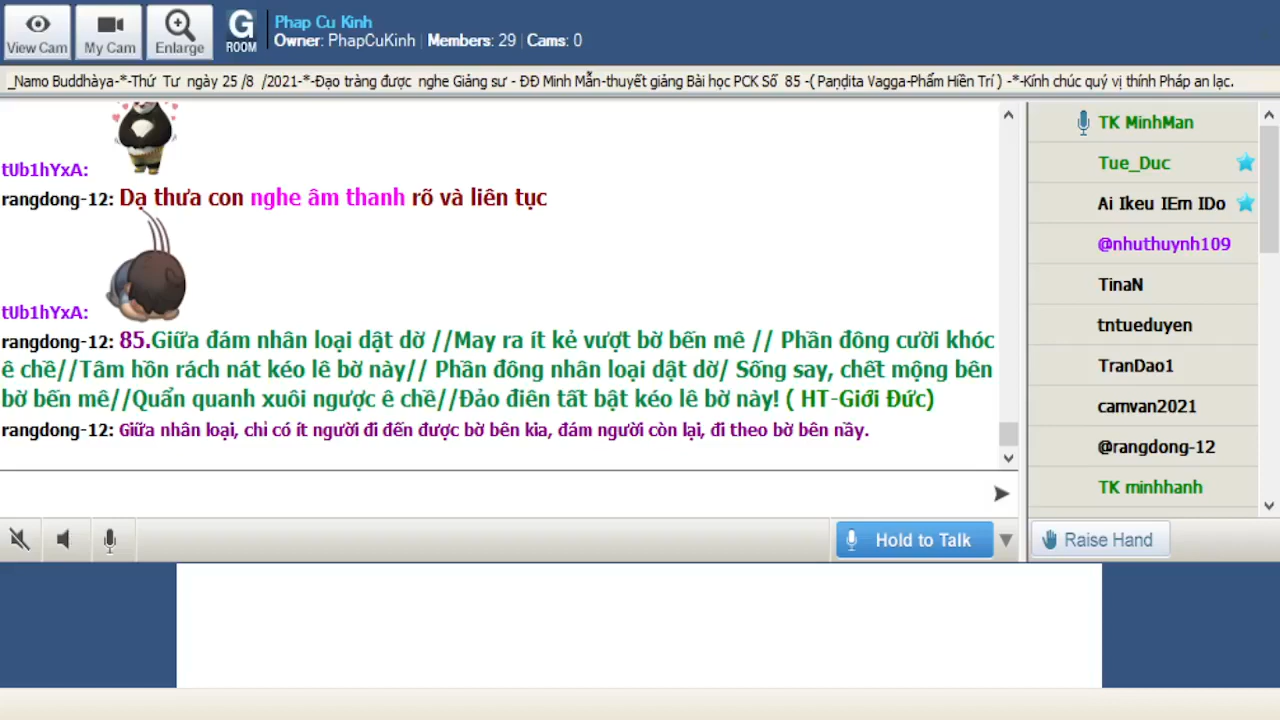 View Cam
My Cam
Enlarge
G
ROOM
Phap Cu Kinh
Owner: PhapCuKinh | Members: 29 | Cams: 0
_Namo Buddhàya-*-Thứ Tư ngày 25 /8 /2021-*-Đạo tràng được nghe Giảng sư - ĐĐ Minh Mẫn-thuyết giảng Bài học PCK Số 85 -( Paṇḍita Vagga-Phẩm Hiền Trí ) -*-Kính chúc quý vị thính Pháp an lạc.
tUb1hYxA:
rangdong-12: Dạ thưa con nghe âm thanh rõ và liên tục
tUb1hYxA:
rangdong-12: 85.Giữa đám nhân loại dật dờ //May ra ít kẻ vượt bờ bến mê // Phần đông cười khóc
ê chề//Tâm hồn rách nát kéo lê bờ này// Phần đông nhân loại dật dờ/ Sống say, chết mộng bên
bờ bến mê//Quẩn quanh xuôi ngược ê chề//Đảo điên tất bật kéo lê bờ này! ( HT-Giới Đức)
rangdong-12: Giữa nhân loại, chỉ có ít người đi đến được bờ bên kia, đám người còn lại, đi theo bờ bên nầy.
TK MinhMan
Tue_Duc
Ai Ikeu IEm IDo
@nhuthuynh109
TinaN
tntueduyen
TranDao1
camvan2021
@rangdong-12
TK minhhanh
Hold to Talk
Raise Hand